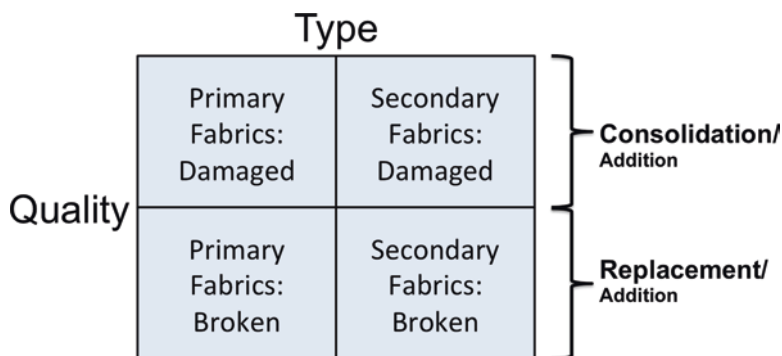 Type
Primary
Fabrics:
Damaged
Secondary
Fabrics:
Damaged
Consolidation/
Addition
Quality
Primary
Fabrics:
Broken
Secondary
Fabrics:
Broken
Replacement/
Addition